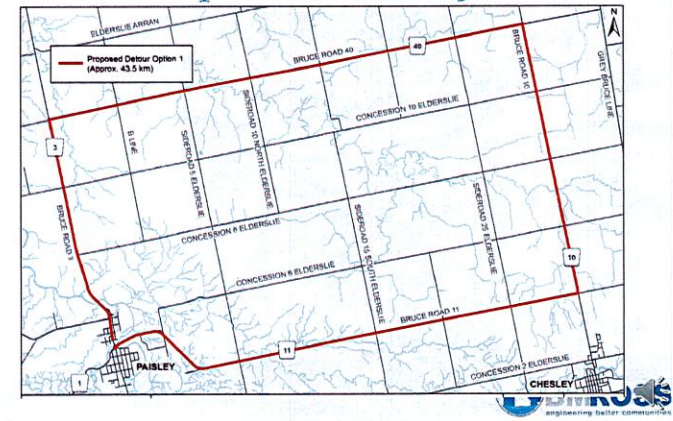 N
ELDERSLIE ARRAN
Proposed Detour Option 1
(Approx. 43.5 km)
BRUCE ROAD 40
40
BRUCE ROAD 10
GREY BRUCE LINE
CONCESSION 10 ELDERSLIE
3
B LINE
SIDEROAD 5 ELDERSLIE
SIDEROAD 10 NORTH ELDERSLIE
BRUCE ROAD 3
CONCESSION 8 ELDERSLIE
SIDEROAD 15 SOUTH ELDERSLIE
SIDEROAD 25 ELDERSLIE
10
CONCESSION 6 ELDERSLIE
BRUCE ROAD 11
11
PAISLEY
1
CONCESSION 2 ELDERSLIE
CHESLEY
BMROSS
engineering better communities